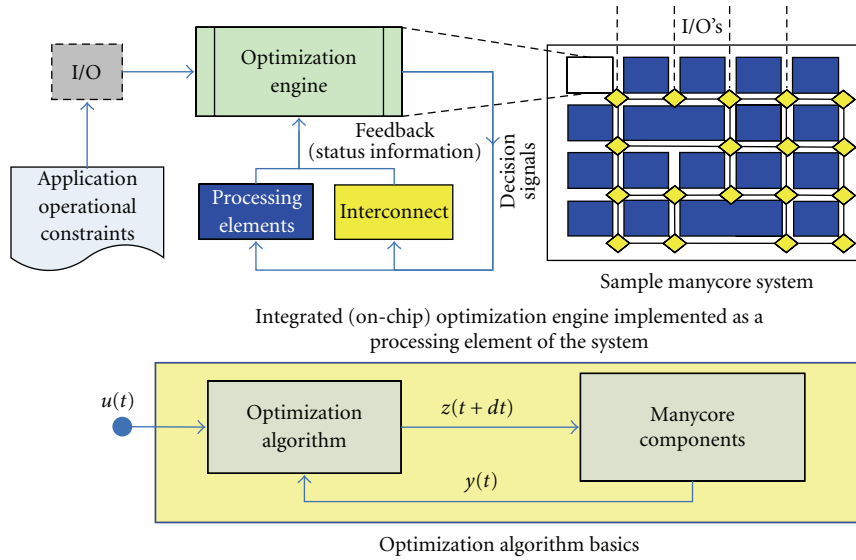 I/O's
I/O
Optimization
engine
Feedback
(status information)
Decision
signals
Application
operational
constraints
Processing
elements
Interconnect
Sample manycore system
Integrated (on-chip) optimization engine implemented as a
processing element of the system
u(t)
Optimization
algorithm
z(t + dt)
Manycore
components
y(t)
Optimization algorithm basics